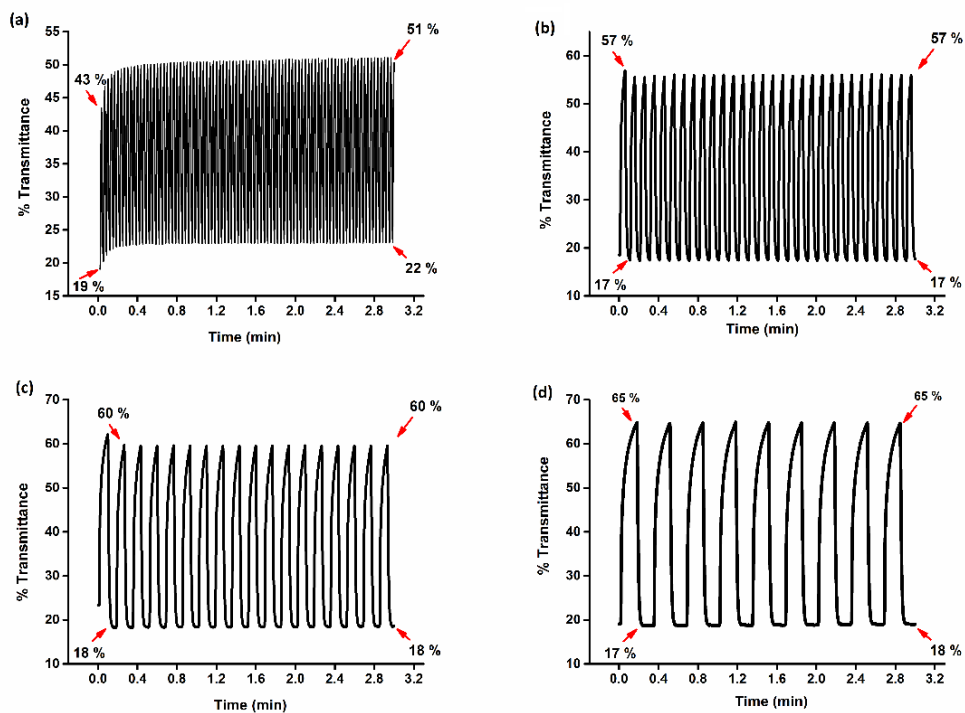 (a)
55
50
45
40
35
30
25
20
15
% Transmittance
43 %
51 %
19 %
22 %
0.0 0.4 0.8 1.2 1.6 2.0 2.4 2.8 3.2
Time (min)
(b)
60
50
40
30
20
10
% Transmittance
57 %
57 %
17 %
17 %
0.0 0.4 0.8 1.2 1.6 2.0 2.4 2.8 3.2
Time (min)
(c)
70
60
50
40
30
20
10
% Transmittance
60 %
60 %
18 %
18 %
0.0 0.4 0.8 1.2 1.6 2.0 2.4 2.8 3.2
Time (min)
(d)
70
60
50
40
30
20
10
% Transmittance
65 %
65 %
17 %
18 %
0.0 0.4 0.8 1.2 1.6 2.0 2.4 2.8 3.2
Time (min)